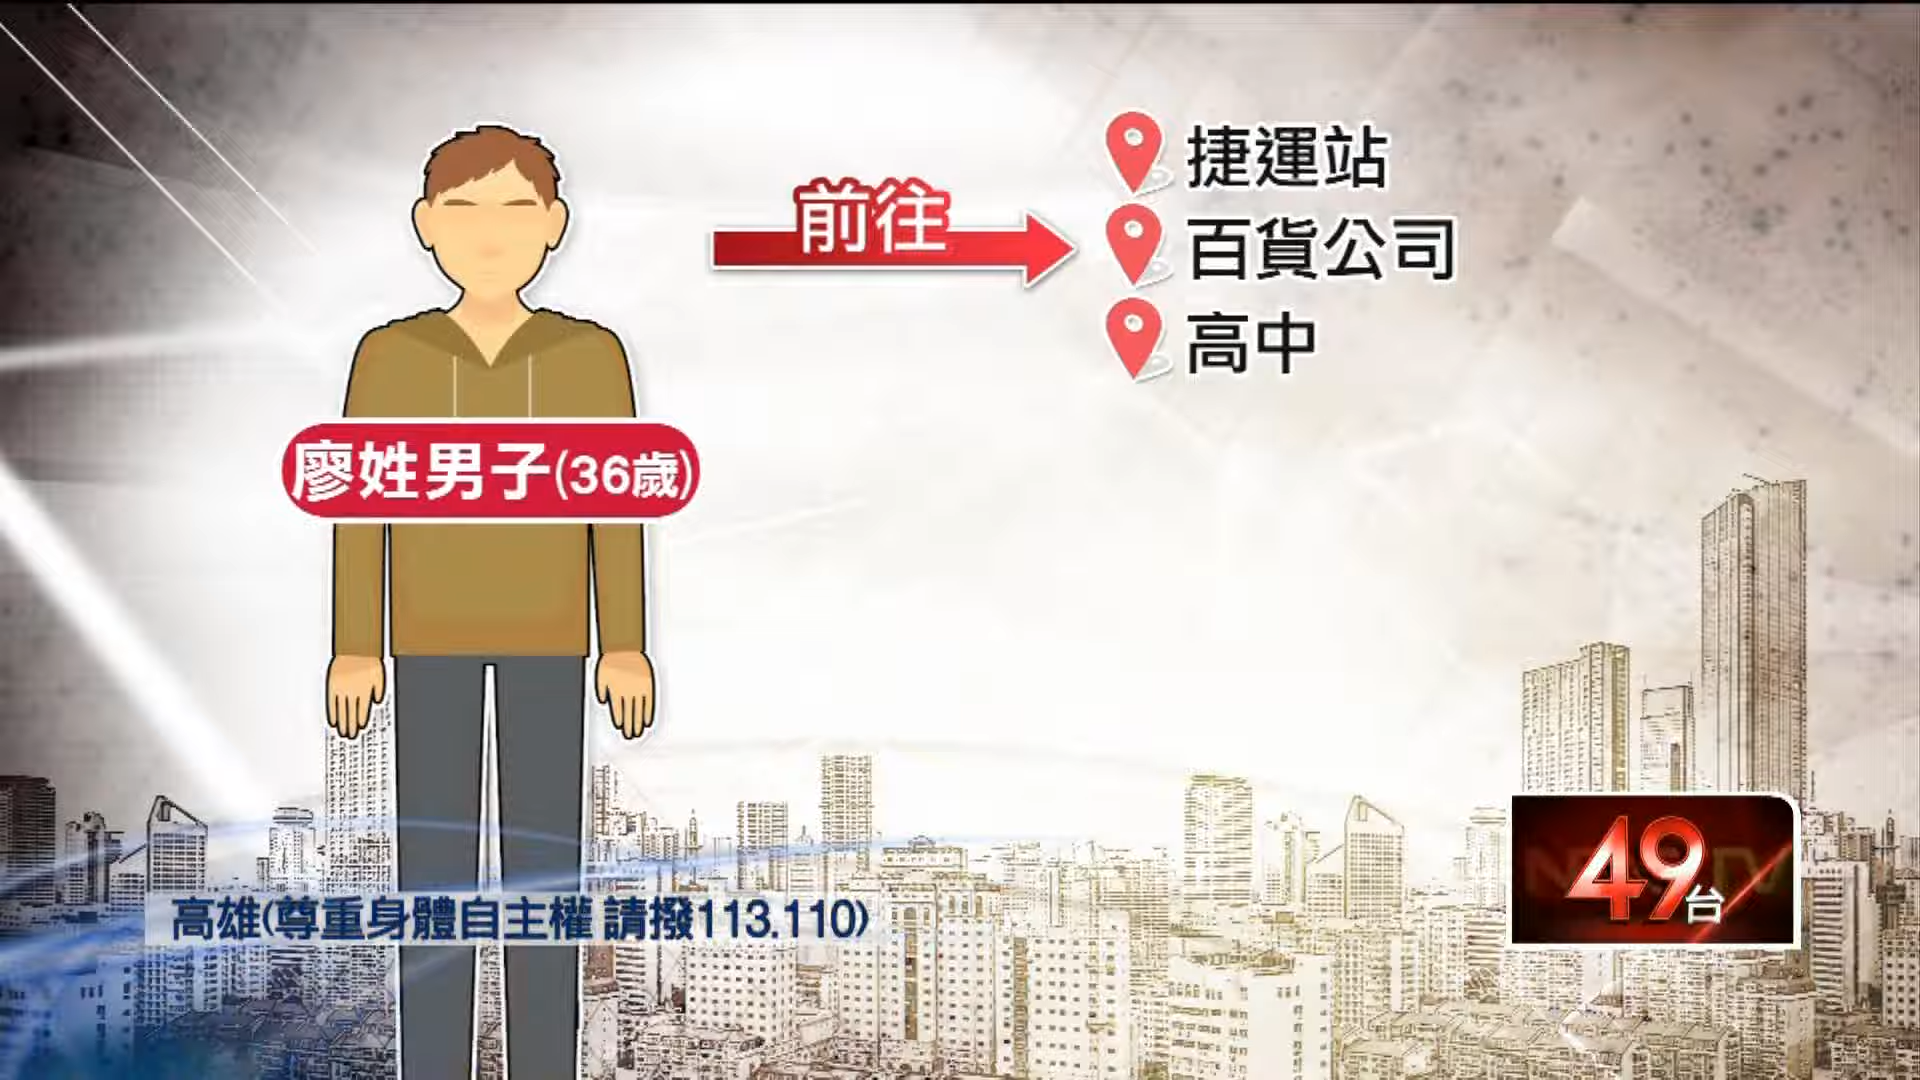 捷運站
前往
百貨公司
高中
廖姓男子(36歲)
49台
高雄(尊重身體自主權 請撥113.110)